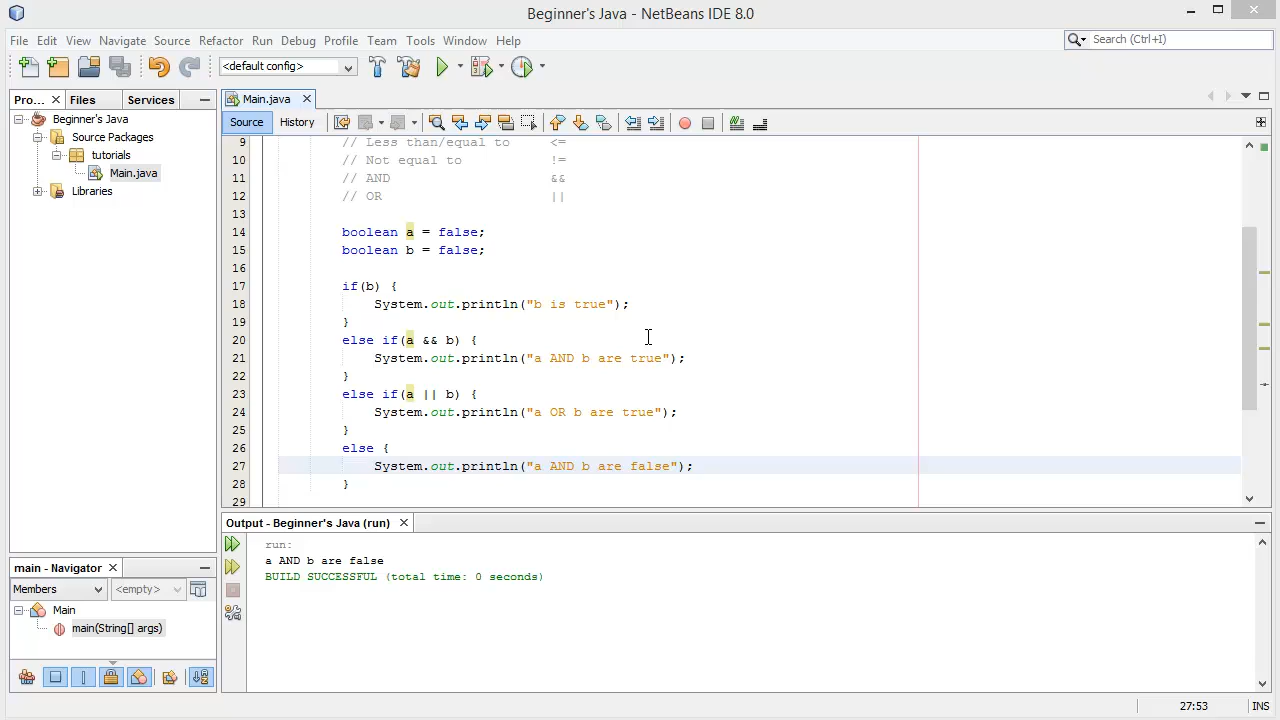 Beginner's Java - NetBeans IDE 8.0
File Edit View Navigate Source Refactor Run Debug Profile Team Tools Window Help
Search (Ctrl+I)
<default config>
Pro... Files Services
Main.java
Source History
Beginner's Java
Source Packages
tutorials
Main.java
Libraries
9 // Less than/equal to <=
10 // Not equal to !=
11 // AND &&
12 // OR ||
13
14 boolean a = false;
15 boolean b = false;
16
17 if(b) {
18 System.out.println("b is true");
19 }
20 else if(a && b) {
21 System.out.println("a AND b are true");
22 }
23 else if(a || b) {
24 System.out.println("a OR b are true");
25 }
26 else {
27 System.out.println("a AND b are false");
28 }
29
Output - Beginner's Java (run)
run:
a AND b are false
BUILD SUCCESSFUL (total time: 0 seconds)
main - Navigator
Members <empty>
Main
main(String[] args)
27:53 INS